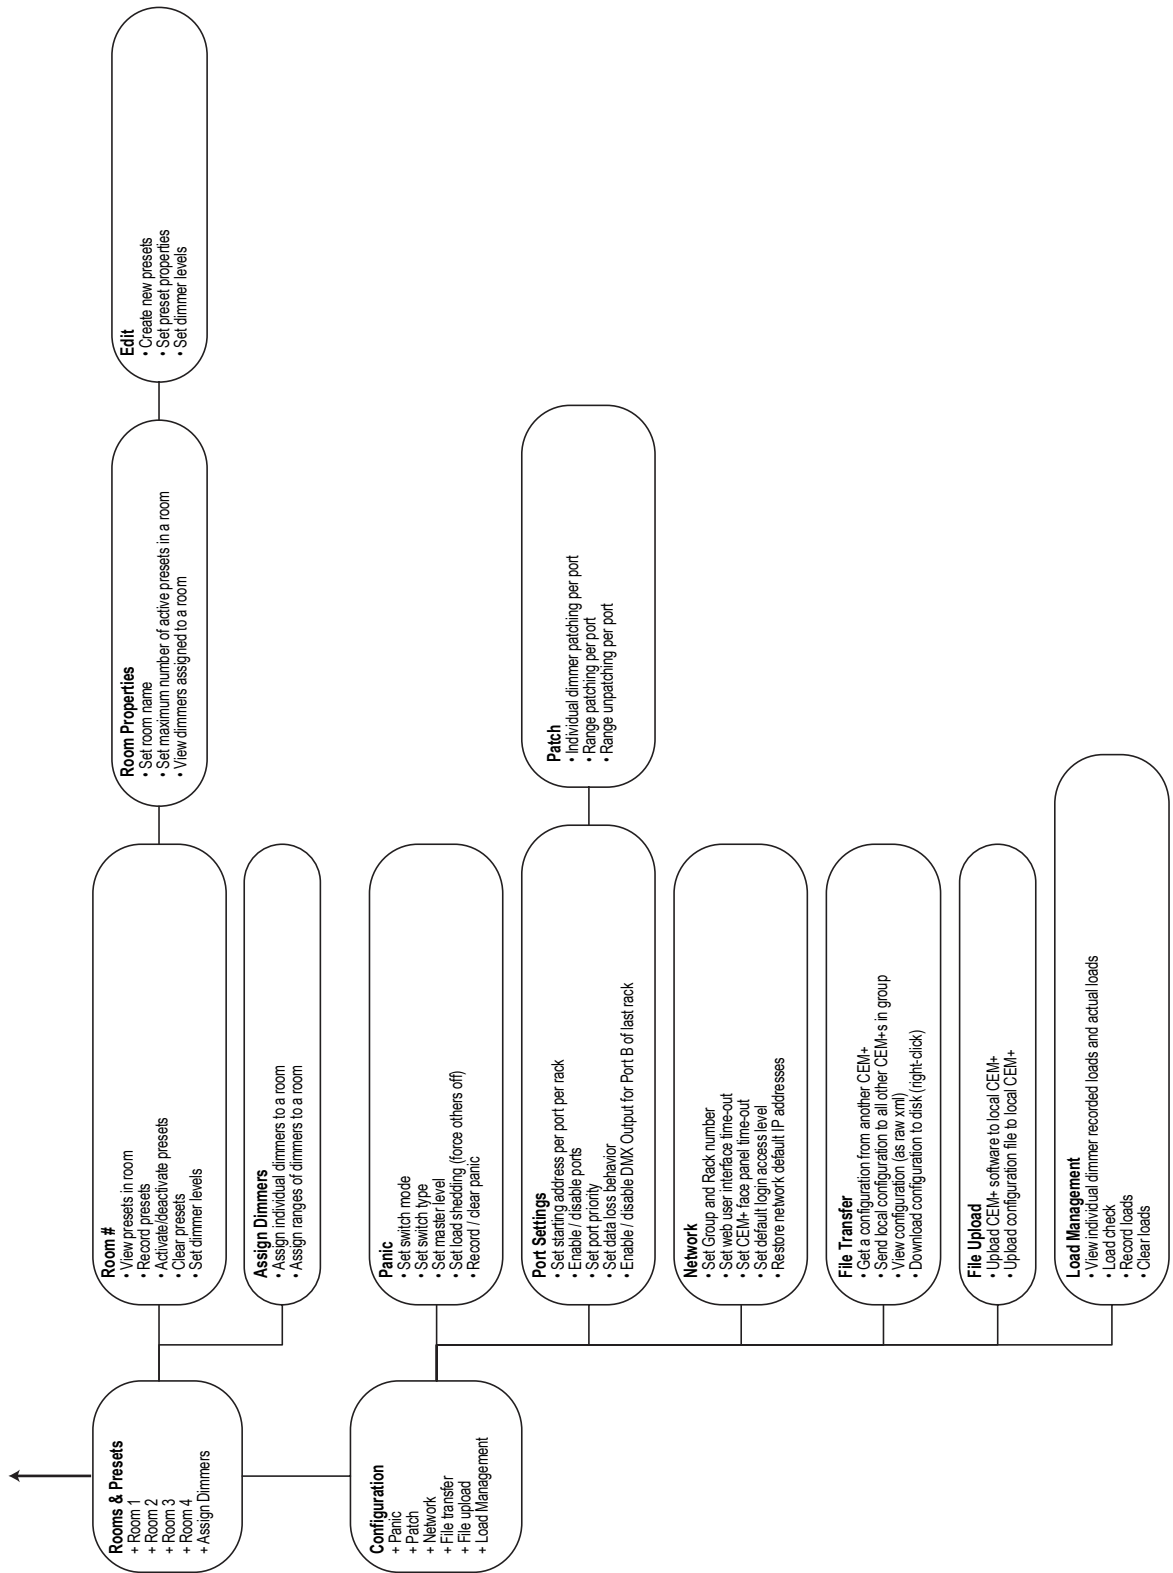 Rooms & Presets
+ Room 1
+ Room 2
+ Room 3
+ Room 4
+ Assign Dimmers
Room #
• View presets in room
• Record presets
• Activate/deactivate presets
• Clear presets
• Set dimmer levels
Room Properties
• Set room name
• Set maximum number of active presets in a room
• View dimmers assigned to a room
Edit
• Create new presets
• Set preset properties
• Set dimmer levels
Assign Dimmers
• Assign individual dimmers to a room
• Assign ranges of dimmers to a room
Configuration
+ Panic
+ Patch
+ Network
+ File transfer
+ File upload
+ Load Management
Panic
• Set switch mode
• Set switch type
• Set master level
• Set load shedding (force others off)
• Record / clear panic
Port Settings
• Set starting address per port per rack
• Enable / disable ports
• Set port priority
• Set data loss behavior
• Enable / disable DMX Output for Port B of last rack
Patch
• Individual dimmer patching per port
• Range patching per port
• Range unpatching per port
Network
• Set Group and Rack number
• Set web user interface time-out
• Set CEM+ face panel time-out
• Set default login access level
• Restore network default IP addresses
File Transfer
• Get a configuration from another CEM+
• Send local configuration to all other CEM+s in group
• View configuration (as raw xml)
• Download configuration to disk (right-click)
File Upload
• Upload CEM+ software to local CEM+
• Upload configuration file to local CEM+
Load Management
• View individual dimmer recorded loads and actual loads
• Load check
• Record loads
• Clear loads